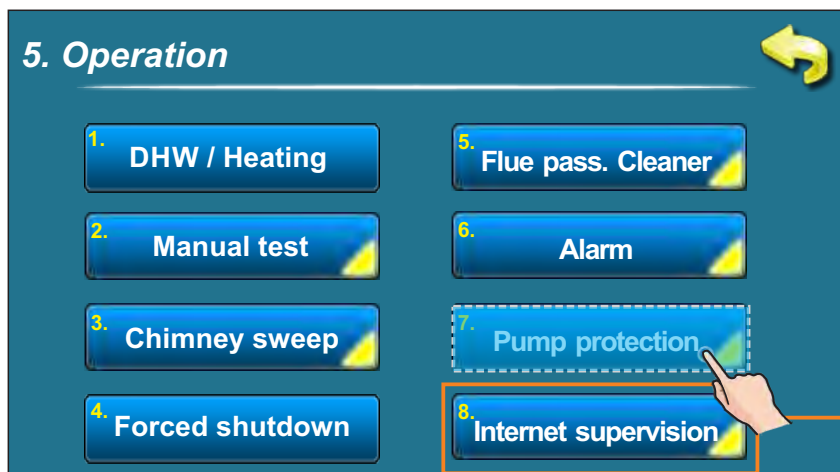 5. Operation
1. DHW / Heating
2. Manual test
3. Chimney sweep
4. Forced shutdown
5. Flue pass. Cleaner
6. Alarm
7. Pump protection
8. Internet supervision